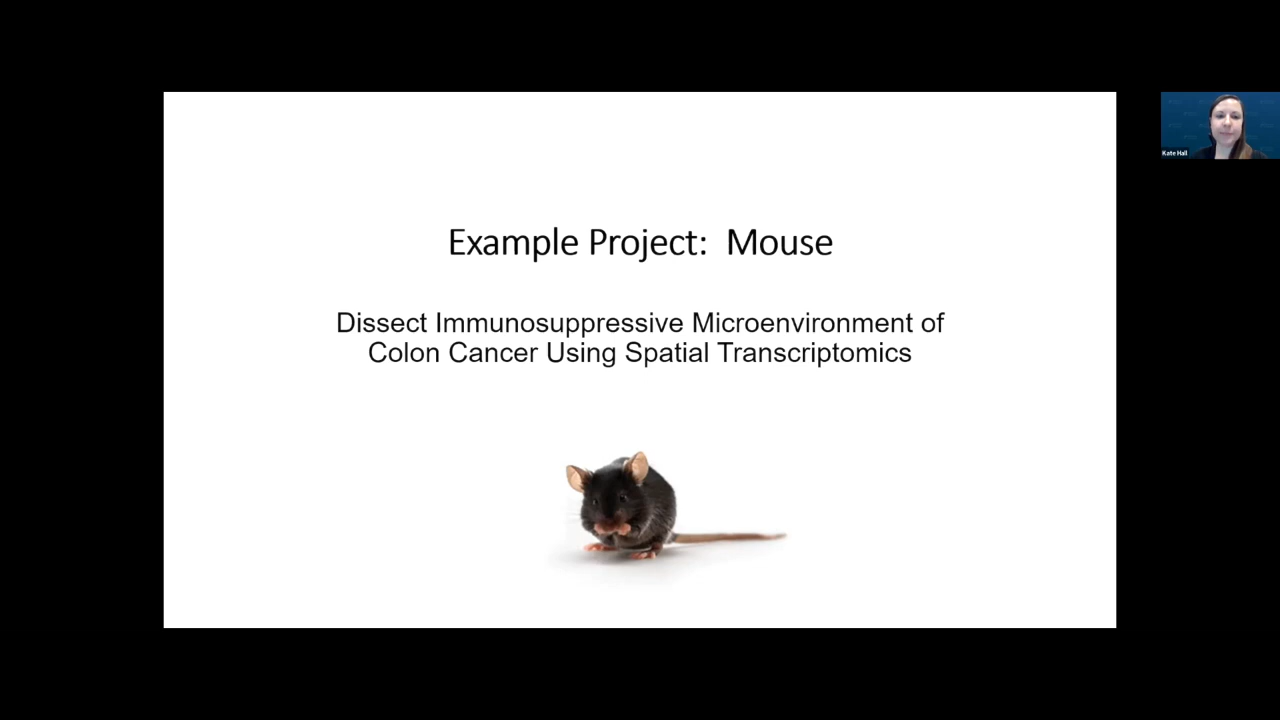 Example Project:  Mouse
Dissect Immunosuppressive Microenvironment of
Colon Cancer Using Spatial Transcriptomics
Kate Hall